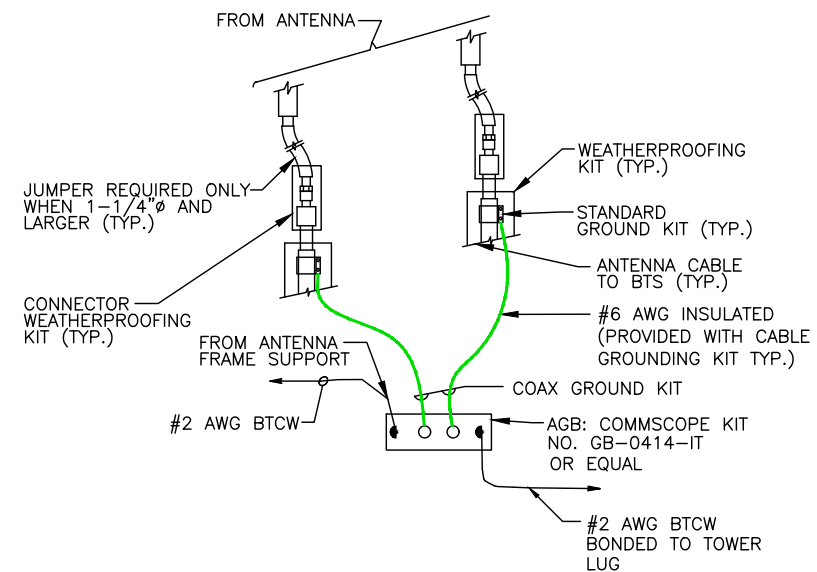 FROM ANTENNA
WEATHERPROOFING
KIT (TYP.)
JUMPER REQUIRED ONLY
WHEN 1-1/4"ø AND
LARGER (TYP.)
STANDARD
GROUND KIT (TYP.)
ANTENNA CABLE
TO BTS (TYP.)
CONNECTOR
WEATHERPROOFING
KIT (TYP.)
#6 AWG INSULATED
(PROVIDED WITH CABLE
GROUNDING KIT TYP.)
FROM ANTENNA
FRAME SUPPORT
COAX GROUND KIT
#2 AWG BTCW
AGB: COMMSCOPE KIT
NO. GB-0414-IT
OR EQUAL
#2 AWG BTCW
BONDED TO TOWER
LUG